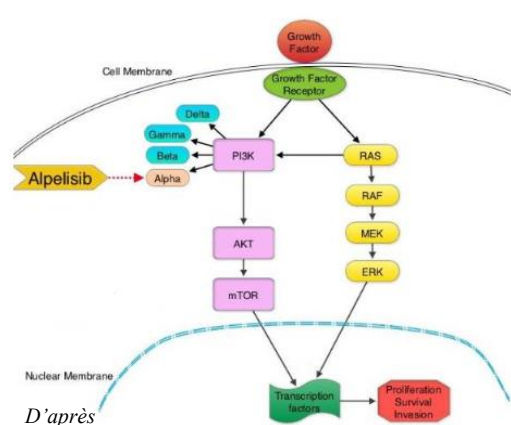 Growth
Factor
Cell Membrane
Growth Factor
Receptor
Delta
Gamma
Beta
Alpha
PI3K
RAS
Alpelisib
RAF
MEK
AKT
ERK
mTOR
Nuclear Membrane
Transcription
factors
Proliferation
Survival
Invasion
D'après